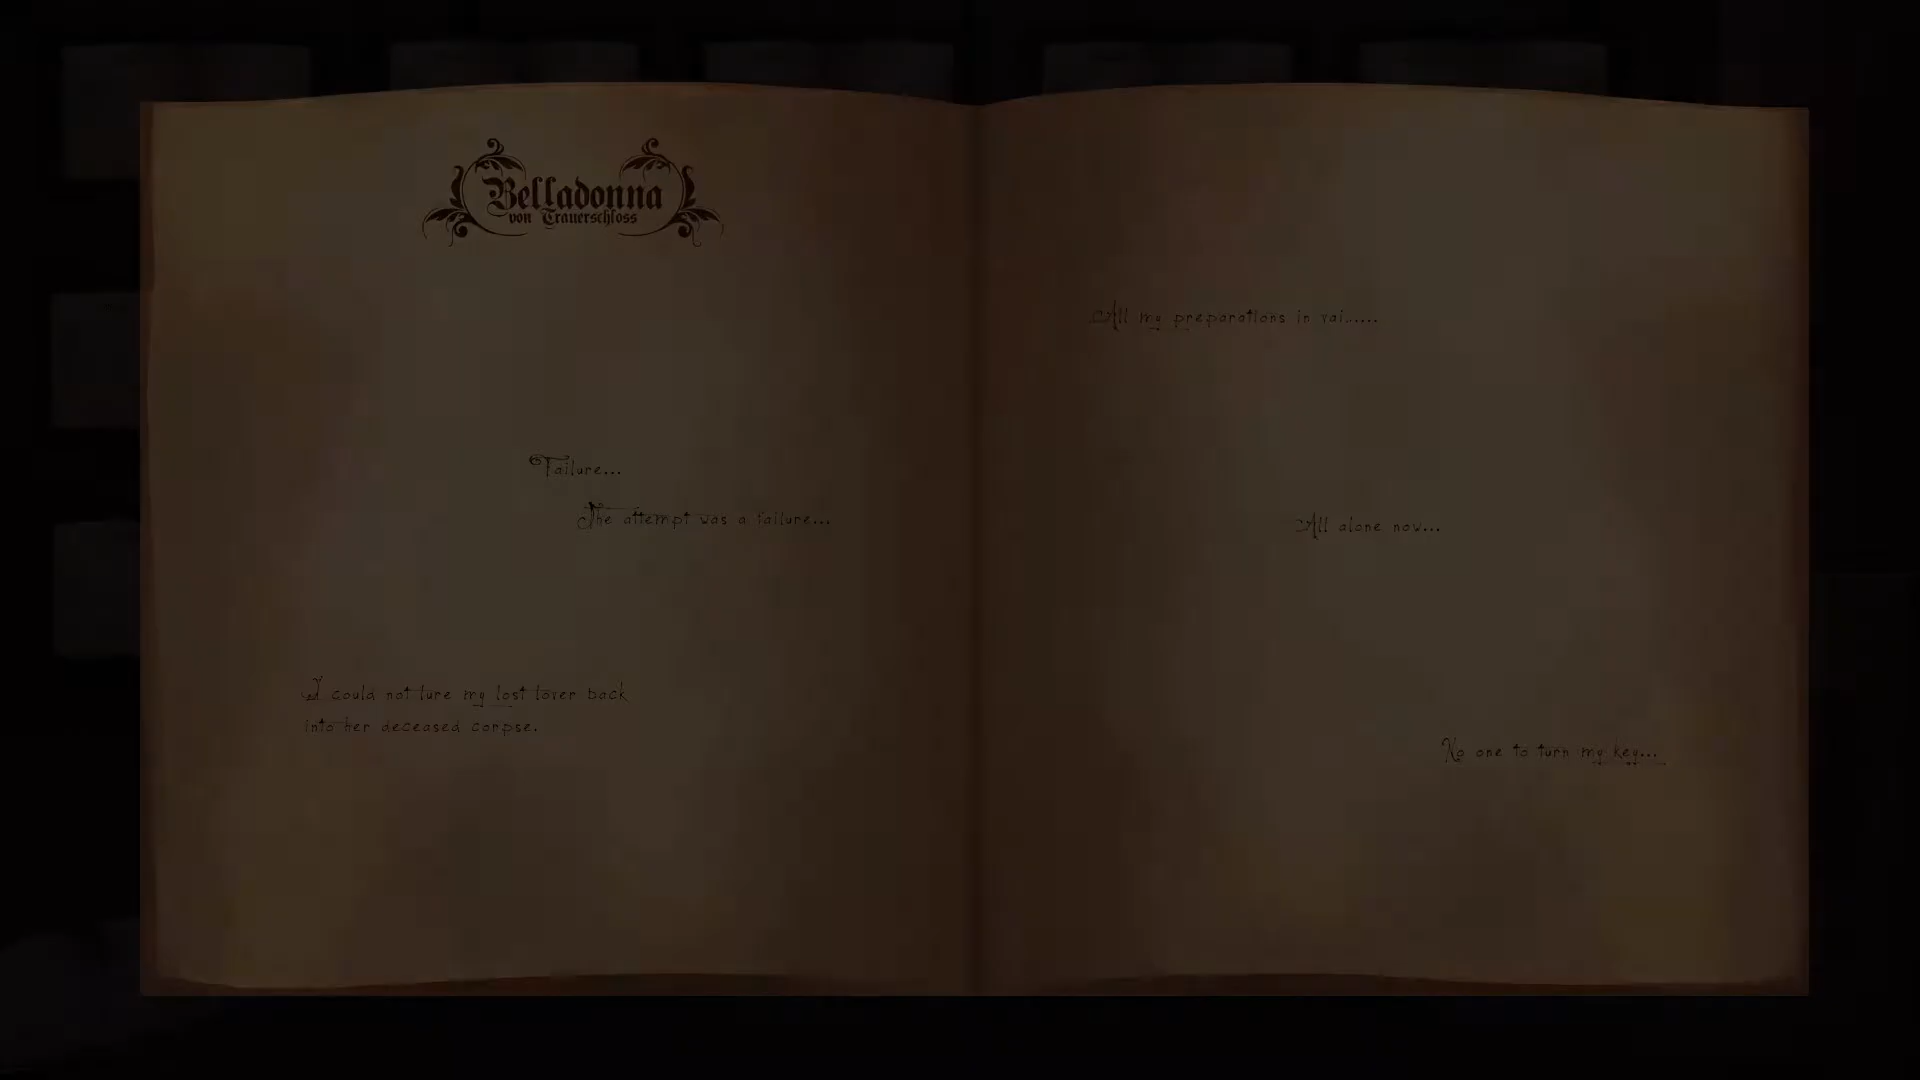 Belladonna
von Trauerschloss
Failure...
The attempt was a failure...
I could not lure my lost lover back
into her deceased corpse.
All my preparations in vai......
All alone now...
No one to turn my key...